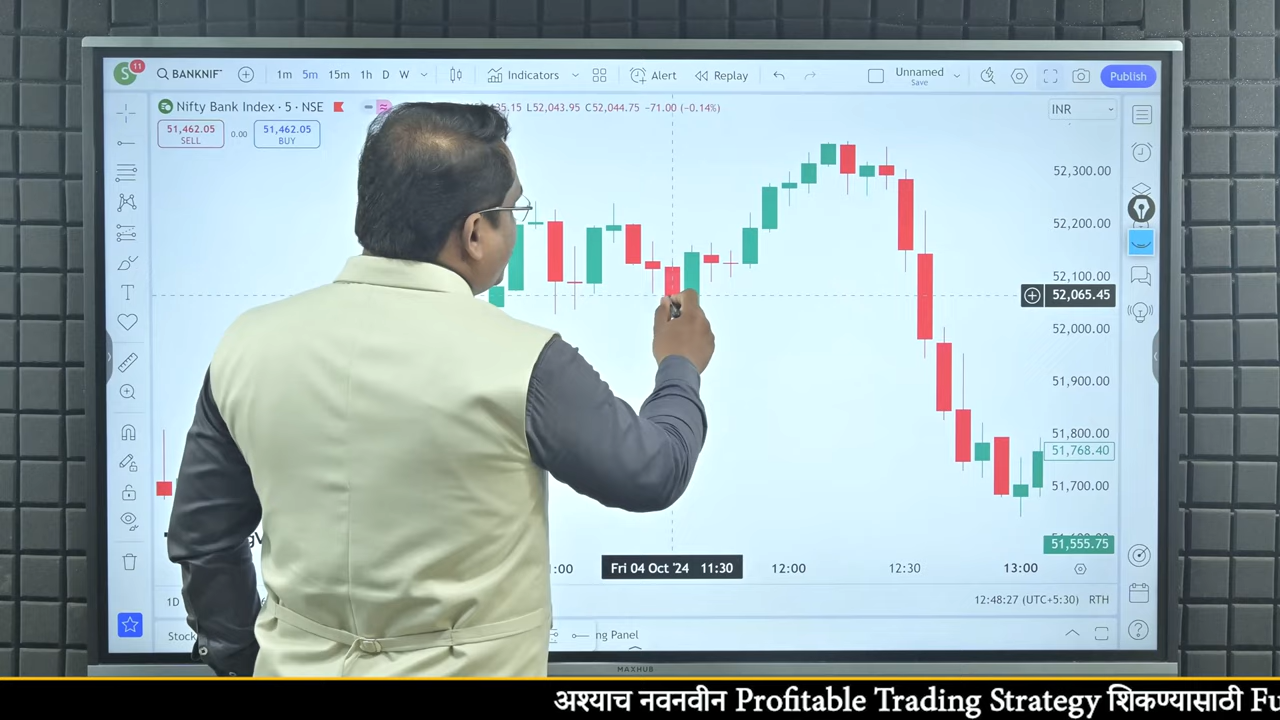 S 11 BANKNIF 1m 5m 15m 1h D W Indicators Alert Replay Unnamed Save Publish
Nifty Bank Index · 5 · NSE 35.15 L52,043.95 C52,044.75 −71.00 (−0.14%) INR
51,462.05 SELL 0.00 51,462.05 BUY
52,300.00
52,200.00
52,100.00
52,065.45
52,000.00
51,900.00
51,800.00
51,768.40
51,700.00
51,555.75
:00 Fri 04 Oct '24 11:30 12:00 12:30 13:00
1D 12:48:27 (UTC+5:30) RTH
Stock ng Panel
MAXHUB
अश्याच नवनवीन Profitable Trading Strategy शिकण्यासाठी Fu